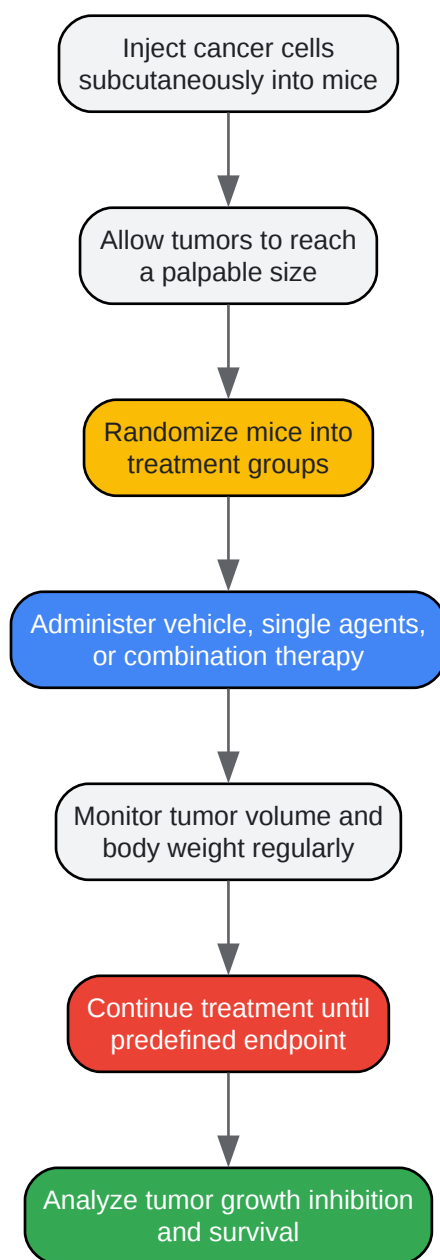 Inject cancer cells
subcutaneously into mice
Allow tumors to reach
a palpable size
Randomize mice into
treatment groups
Administer vehicle, single agents,
or combination therapy
Monitor tumor volume and
body weight regularly
Continue treatment until
predefined endpoint
Analyze tumor growth inhibition
and survival